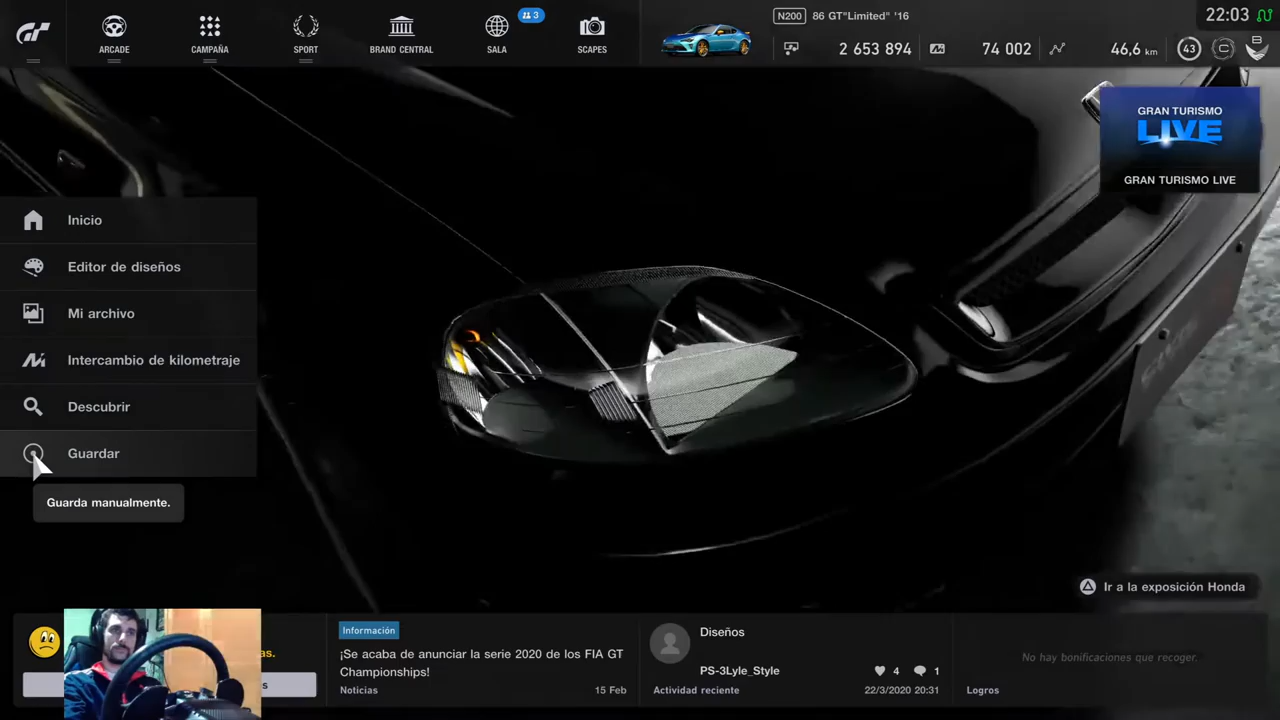 ARCADE
CAMPAÑA
SPORT
BRAND CENTRAL
3
SALA
SCAPES
N200 86 GT"Limited" '16
2 653 894
74 002
46,6 km
22:03
43
B
GRAN TURISMO
LIVE
GRAN TURISMO LIVE
Inicio
Editor de diseños
Mi archivo
Intercambio de kilometraje
Descubrir
Guardar
Guarda manualmente.
Ir a la exposición Honda
as.
s
Información
¡Se acaba de anunciar la serie 2020 de los FIA GT
Championships!
Noticias 15 Feb
Diseños
PS-3Lyle_Style
4 1
Actividad reciente 22/3/2020 20:31
No hay bonificaciones que recoger.
Logros